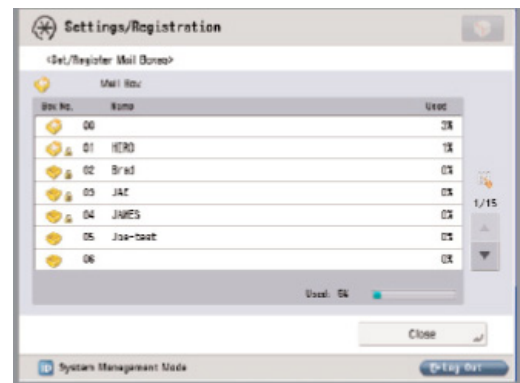 Settings/Registration
<Set/Register Mail Boxes>
Mail Box
Box No. Name Used
00 3%
01 HERO 1%
02 Brad 0%
03 JAE 0%
04 JAMES 0%
05 Joe-test 0%
06 0%
1/15
Used: 5%
Close
ID System Management Mode
Log Out